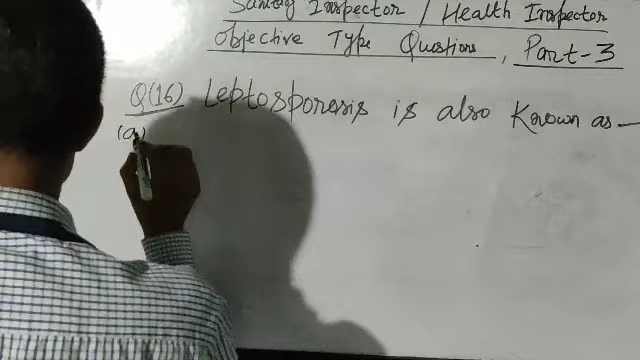 Sanitary Inspector / Health Inspector
Objective Type Questions, Part-3
Q(16) Leptosporosis is also known as —
(a)